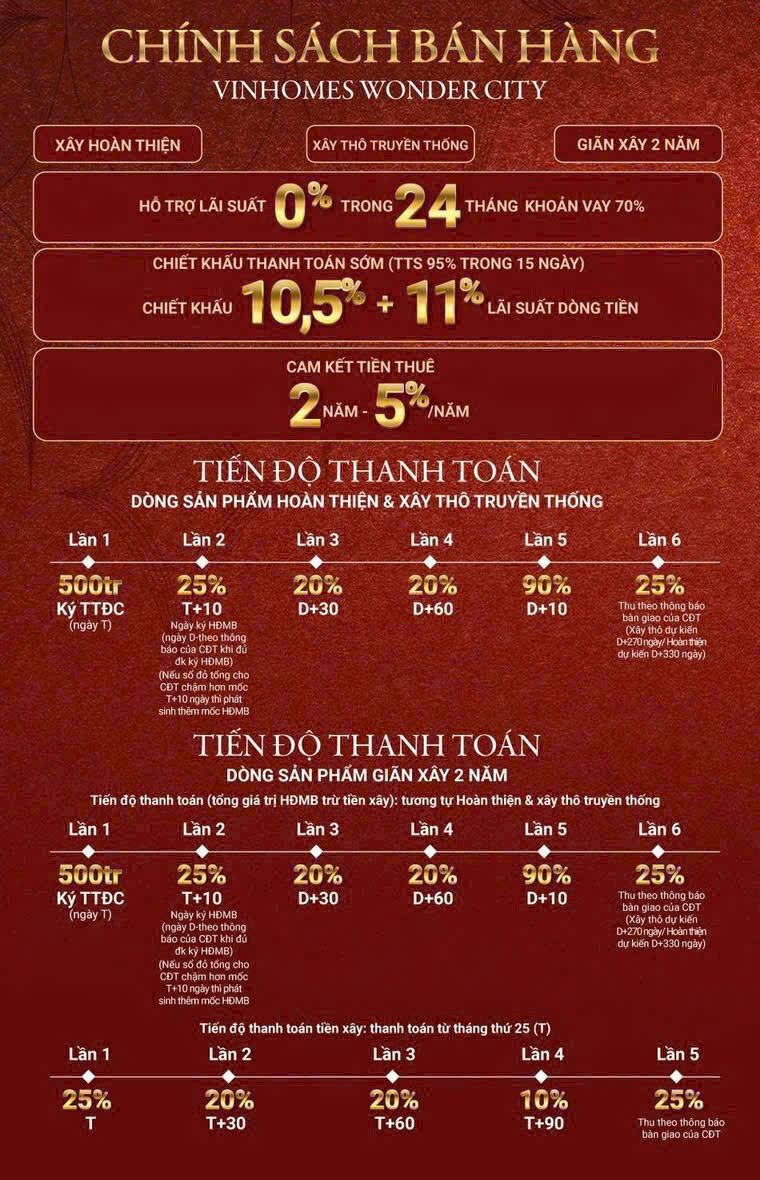 CHÍNH SÁCH BÁN HÀNG
VINHOMES WONDER CITY
XÂY HOÀN THIỆN
XÂY THÔ TRUYỀN THỐNG
GIÃN XÂY 2 NĂM
HỖ TRỢ LÃI SUẤT 0% TRONG 24 THÁNG KHOẢN VAY 70%
CHIẾT KHẤU THANH TOÁN SỚM (TTS 95% TRONG 15 NGÀY)
CHIẾT KHẤU 10,5% + 11% LÃI SUẤT DÒNG TIỀN
CAM KẾT TIỀN THUÊ
2 NĂM - 5%/NĂM
TIẾN ĐỘ THANH TOÁN
DÒNG SẢN PHẨM HOÀN THIỆN & XÂY THÔ TRUYỀN THỐNG
Lần 1
500tr
Ký TTĐC
(ngày T)
Lần 2
25%
T+10
Ngày ký HĐMB
(ngày D-theo thông
báo của CĐT khi đủ
đk ký HĐMB)
(Nếu sổ đỏ tổng cho
CĐT chậm hơn mốc
T+10 ngày thì phát
sinh thêm mốc HĐMB
Lần 3
20%
D+30
Lần 4
20%
D+60
Lần 5
90%
D+10
Lần 6
25%
Thu theo thông báo
bàn giao của CĐT
(Xây thô dự kiến
D+270 ngày/ Hoàn thiện
dự kiến D+330 ngày)
TIẾN ĐỘ THANH TOÁN
DÒNG SẢN PHẨM GIÃN XÂY 2 NĂM
Tiến độ thanh toán (tổng giá trị HĐMB trừ tiền xây): tương tự Hoàn thiện & xây thô truyền thống
Lần 1
500tr
Ký TTĐC
(ngày T)
Lần 2
25%
T+10
Ngày ký HĐMB
(ngày D-theo thông
báo của CĐT khi đủ
đk ký HĐMB)
(Nếu sổ đỏ tổng cho
CĐT chậm hơn mốc
T+10 ngày thì phát
sinh thêm mốc HĐMB
Lần 3
20%
D+30
Lần 4
20%
D+60
Lần 5
90%
D+10
Lần 6
25%
Thu theo thông báo
bàn giao của CĐT
(Xây thô dự kiến
D+270 ngày/ Hoàn thiện
dự kiến D+330 ngày)
Tiến độ thanh toán tiền xây: thanh toán từ tháng thứ 25 (T)
Lần 1
25%
T
Lần 2
20%
T+30
Lần 3
20%
T+60
Lần 4
10%
T+90
Lần 5
25%
Thu theo thông báo
bàn giao của CĐT